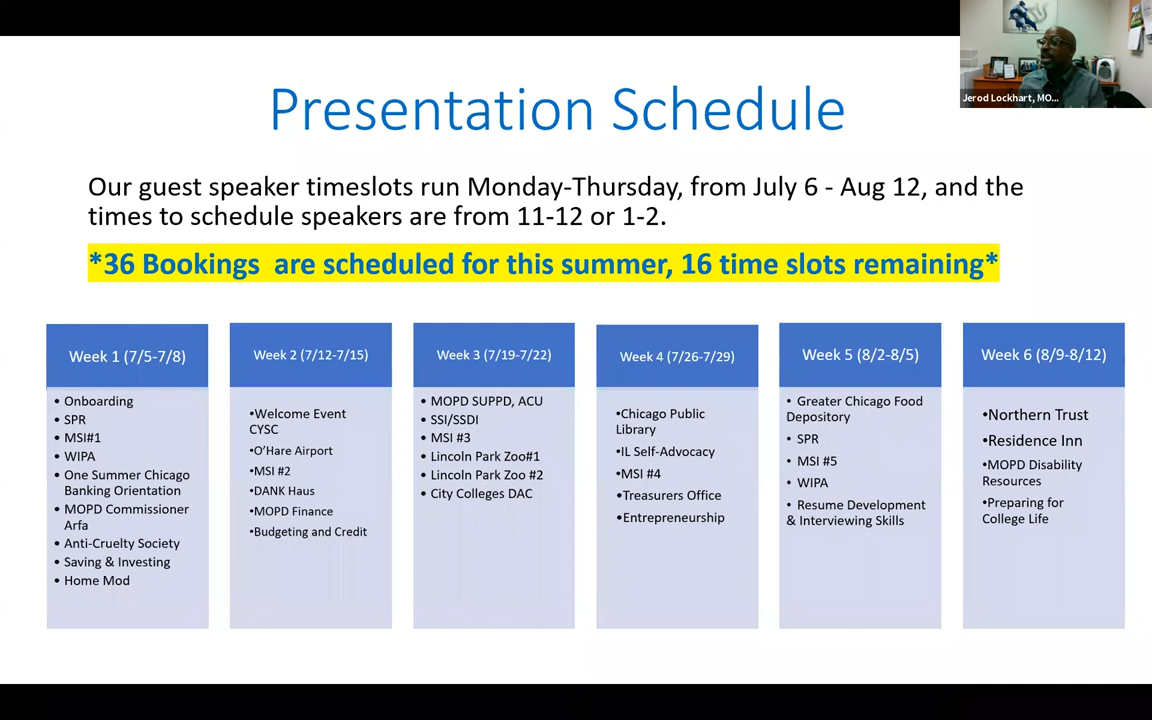 Jerod Lockhart, MO...
Presentation Schedule
Our guest speaker timeslots run Monday-Thursday, from July 6 - Aug 12, and the
times to schedule speakers are from 11-12 or 1-2.
*36 Bookings  are scheduled for this summer, 16 time slots remaining*
Week 1 (7/5-7/8)
• Onboarding
• SPR
• MSI#1
• WIPA
• One Summer Chicago
Banking Orientation
• MOPD Commissioner
Arfa
• Anti-Cruelty Society
• Saving & Investing
• Home Mod
Week 2 (7/12-7/15)
•Welcome Event
CYSC
•O'Hare Airport
•MSI #2
•DANK Haus
•MOPD Finance
•Budgeting and Credit
Week 3 (7/19-7/22)
• MOPD SUPPD, ACU
• SSI/SSDI
• MSI #3
• Lincoln Park Zoo#1
• Lincoln Park Zoo #2
• City Colleges DAC
Week 4 (7/26-7/29)
•Chicago Public
Library
•IL Self-Advocacy
•MSI #4
•Treasurers Office
•Entrepreneurship
Week 5 (8/2-8/5)
• Greater Chicago Food
Depository
• SPR
• MSI #5
• WIPA
• Resume Development
& Interviewing Skills
Week 6 (8/9-8/12)
•Northern Trust
•Residence Inn
•MOPD Disability
Resources
•Preparing for
College Life